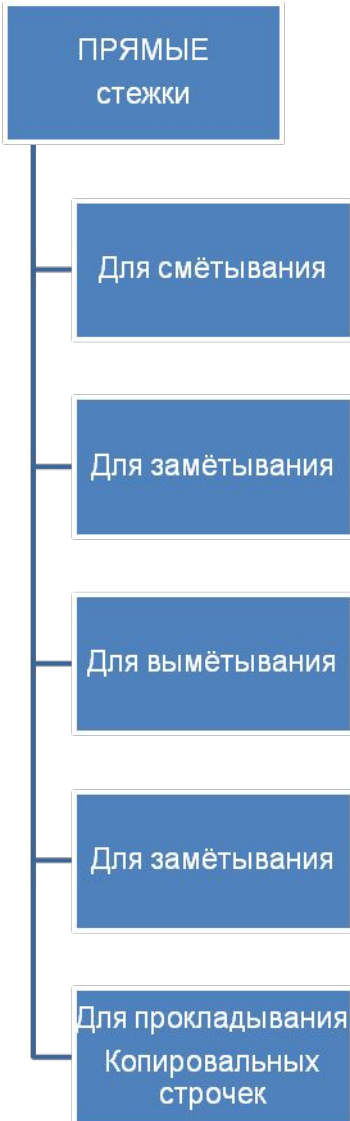 ПРЯМЫЕ
стежки
Для смётывания
Для замётывания
Для вымётывания
Для замётывания
Для прокладывания
Копировальных
строчек